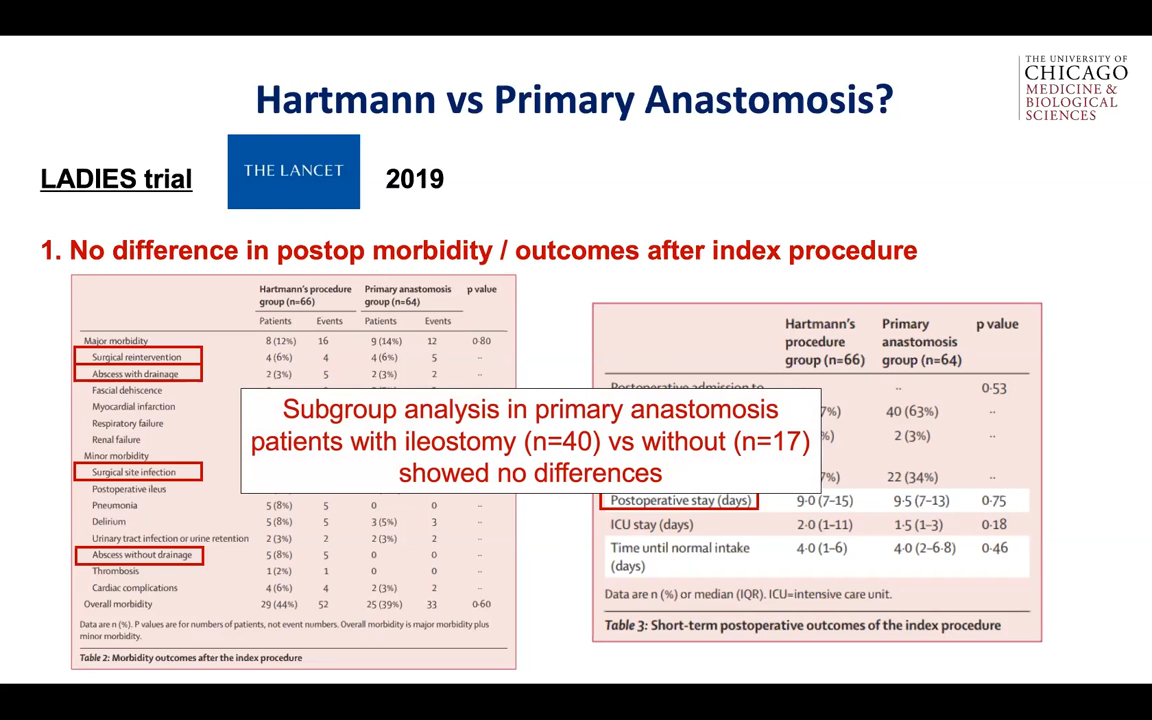 THE UNIVERSITY OF
CHICAGO
MEDICINE &
BIOLOGICAL
SCIENCES
Hartmann vs Primary Anastomosis?
LADIES trial
THE LANCET
2019
1. No difference in postop morbidity / outcomes after index procedure
Hartmann's procedure Primary anastomosis p value
group (n=66) group (n=64)
Patients Events Patients Events
Major morbidity 8 (12%) 16 9 (14%) 12 0·80
Surgical reintervention 4 (6%) 4 4 (6%) 5 ..
Abscess with drainage 2 (3%) 5 2 (3%) 2 ..
Fascial dehiscence
Myocardial infarction
Respiratory failure
Renal failure
Minor morbidity
Surgical site infection
Postoperative ileus
Pneumonia 5 (8%) 5 0 0 ..
Delirium 5 (8%) 5 3 (5%) 3 ..
Urinary tract infection or urine retention 2 (3%) 2 2 (3%) 2 ..
Abscess without drainage 5 (8%) 5 0 0 ..
Thrombosis 1 (2%) 1 0 0 ..
Cardiac complications 4 (6%) 4 2 (3%) 2 ..
Overall morbidity 29 (44%) 52 25 (39%) 33 0·60
Data are n (%). P values are for numbers of patients, not event numbers. Overall morbidity is major morbidity plus
minor morbidity.
Table 2: Morbidity outcomes after the index procedure
Subgroup analysis in primary anastomosis
patients with ileostomy (n=40) vs without (n=17)
showed no differences
Hartmann's Primary p value
procedure anastomosis
group (n=66) group (n=64)
Postoperative admission to .. 0·53
7%) 40 (63%) ..
%) 2 (3%) ..
7%) 22 (34%) ..
Postoperative stay (days) 9·0 (7–15) 9·5 (7–13) 0·75
ICU stay (days) 2·0 (1–11) 1·5 (1–3) 0·18
Time until normal intake 4·0 (1–6) 4·0 (2–6·8) 0·46
(days)
Data are n (%) or median (IQR). ICU=intensive care unit.
Table 3: Short-term postoperative outcomes of the index procedure